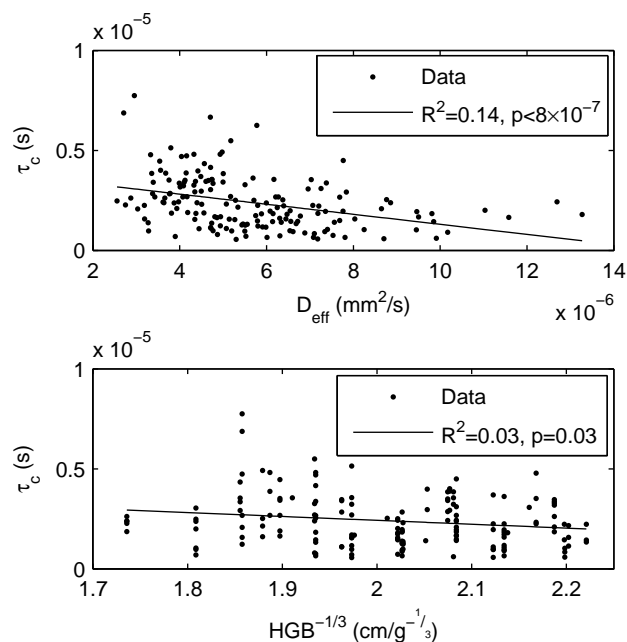 x 10⁻⁵
1
0.5
0
τc (s)
Data
R²=0.14, p<8×10⁻⁷
2 4 6 8 10 12 14
x 10⁻⁶
Deff (mm²/s)
x 10⁻⁵
1
0.5
0
τc (s)
Data
R²=0.03, p=0.03
1.7 1.8 1.9 2 2.1 2.2
HGB⁻¹/³ (cm/g⁻¹/₃)